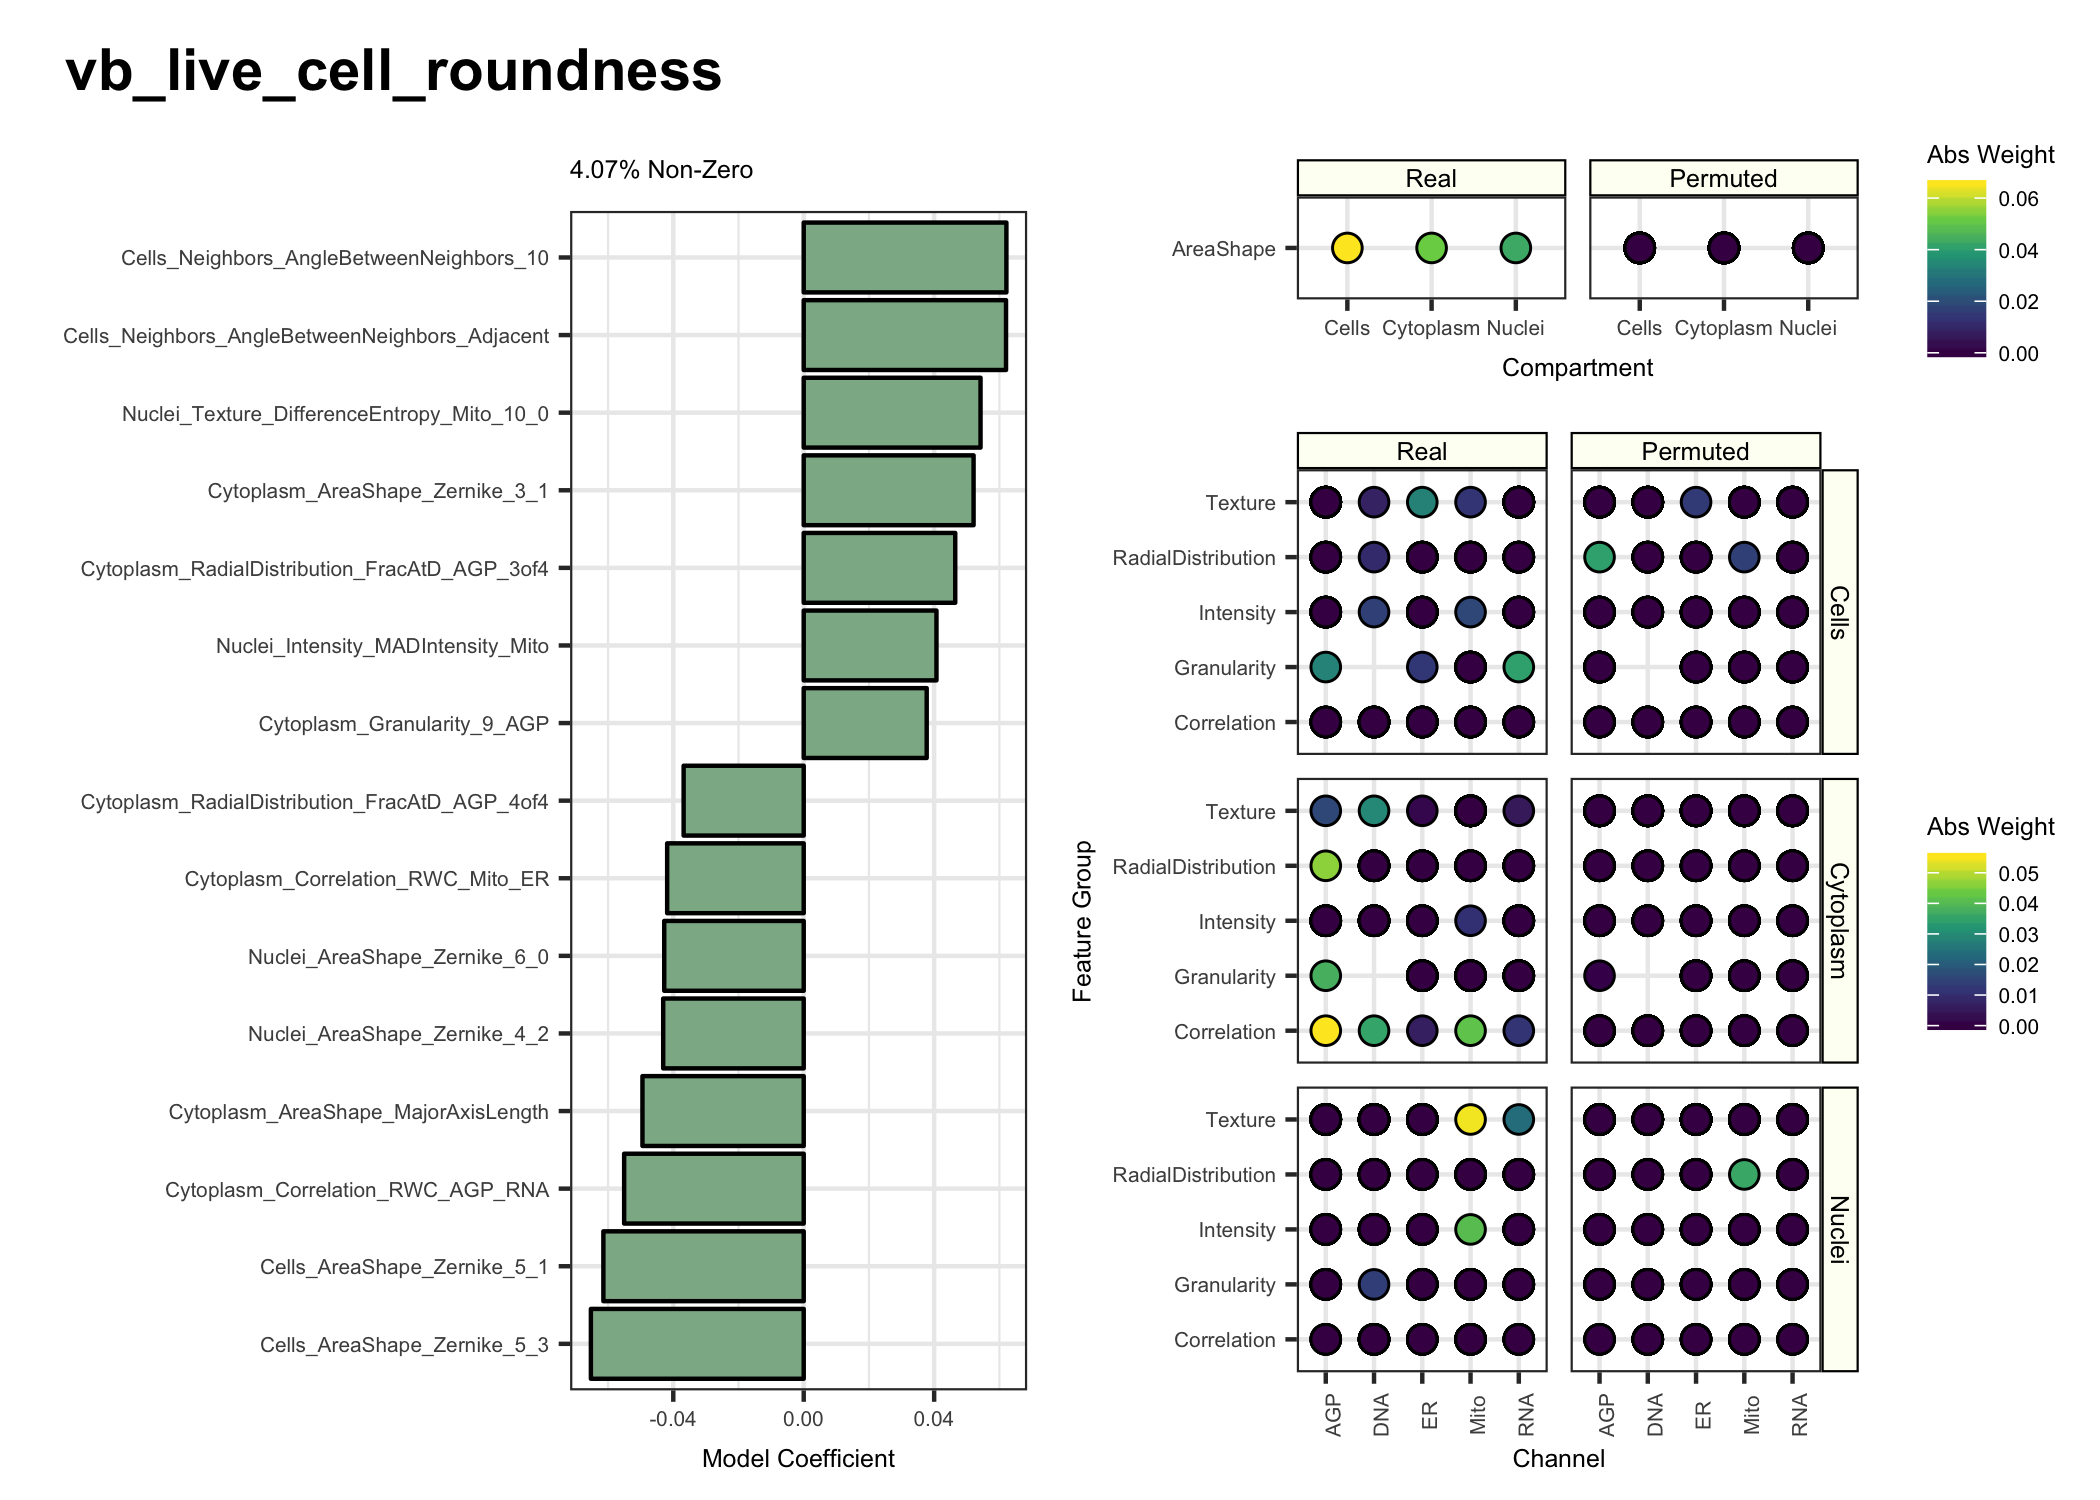 vb_live_cell_roundness
4.07% Non-Zero
Cells_Neighbors_AngleBetweenNeighbors_10
Cells_Neighbors_AngleBetweenNeighbors_Adjacent
Nuclei_Texture_DifferenceEntropy_Mito_10_0
Cytoplasm_AreaShape_Zernike_3_1
Cytoplasm_RadialDistribution_FracAtD_AGP_3of4
Nuclei_Intensity_MADIntensity_Mito
Cytoplasm_Granularity_9_AGP
Cytoplasm_RadialDistribution_FracAtD_AGP_4of4
Cytoplasm_Correlation_RWC_Mito_ER
Nuclei_AreaShape_Zernike_6_0
Nuclei_AreaShape_Zernike_4_2
Cytoplasm_AreaShape_MajorAxisLength
Cytoplasm_Correlation_RWC_AGP_RNA
Cells_AreaShape_Zernike_5_1
Cells_AreaShape_Zernike_5_3
-0.04 0.00 0.04
Model Coefficient
Real Permuted
AreaShape
Cells Cytoplasm Nuclei Cells Cytoplasm Nuclei
Compartment
Abs Weight
0.06
0.04
0.02
0.00
Real Permuted
Feature Group
Texture
RadialDistribution
Intensity
Granularity
Correlation
Cells
Texture
RadialDistribution
Intensity
Granularity
Correlation
Cytoplasm
Texture
RadialDistribution
Intensity
Granularity
Correlation
Nuclei
AGP DNA ER Mito RNA AGP DNA ER Mito RNA
Channel
Abs Weight
0.05
0.04
0.03
0.02
0.01
0.00